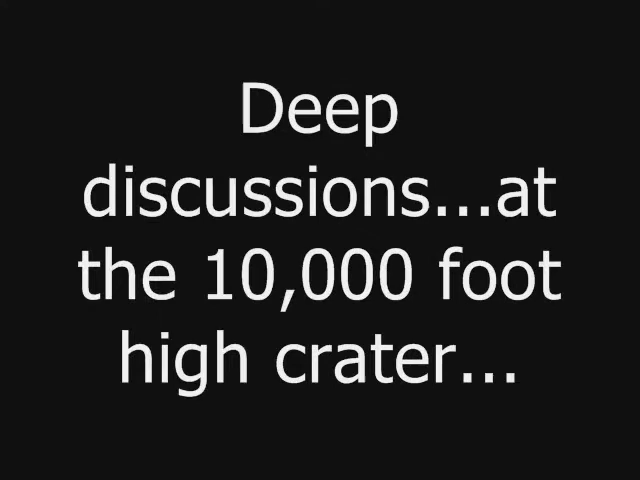 Deep
discussions...at
the 10,000 foot
high crater...